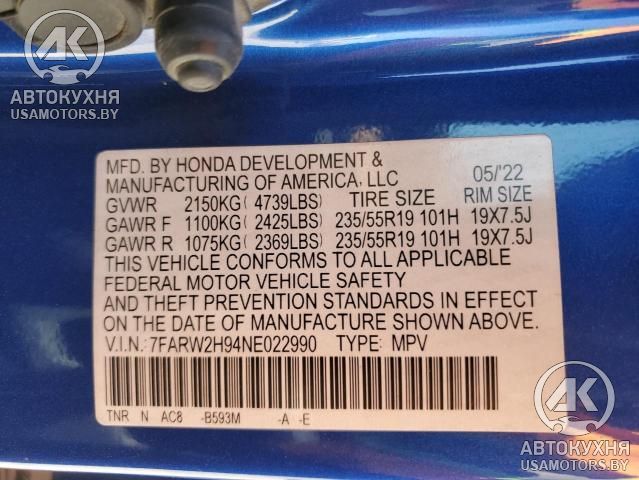 AK
АВТОКУХНЯ
USAMOTORS.BY
MFD. BY HONDA DEVELOPMENT &
MANUFACTURING OF AMERICA, LLC 05/'22
GVWR 2150KG( 4739LBS) TIRE SIZE RIM SIZE
GAWR F 1100KG( 2425LBS) 235/55R19 101H 19X7.5J
GAWR R 1075KG( 2369LBS) 235/55R19 101H 19X7.5J
THIS VEHICLE CONFORMS TO ALL APPLICABLE
FEDERAL MOTOR VEHICLE SAFETY
AND THEFT PREVENTION STANDARDS IN EFFECT
ON THE DATE OF MANUFACTURE SHOWN ABOVE.
V.I.N.:7FARW2H94NE022990 TYPE: MPV
TNR N AC8 -B593M -A -E
AK
АВТОКУХНЯ
USAMOTORS.BY